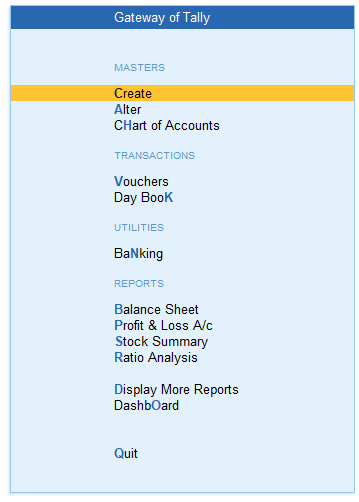 Gateway of Tally
MASTERS
Create
Alter
CHart of Accounts
TRANSACTIONS
Vouchers
Day BooK
UTILITIES
BaNking
REPORTS
Balance Sheet
Profit & Loss A/c
Stock Summary
Ratio Analysis
Display More Reports
DashbOard
Quit